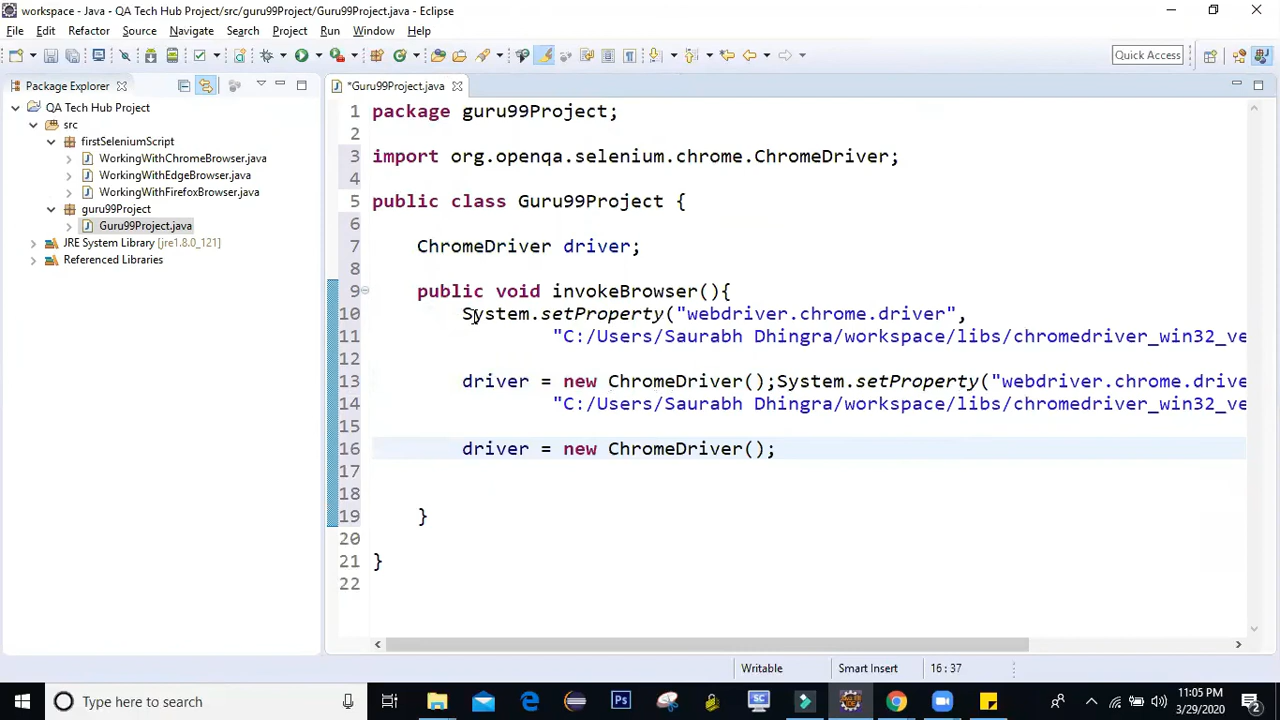 workspace - Java - QA Tech Hub Project/src/guru99Project/Guru99Project.java - Eclipse
File Edit Refactor Source Navigate Search Project Run Window Help
Quick Access
Package Explorer
*Guru99Project.java
QA Tech Hub Project
src
firstSeleniumScript
WorkingWithChromeBrowser.java
WorkingWithEdgeBrowser.java
WorkingWithFirefoxBrowser.java
guru99Project
Guru99Project.java
JRE System Library [jre1.8.0_121]
Referenced Libraries
1 package guru99Project;
2
3 import org.openqa.selenium.chrome.ChromeDriver;
4
5 public class Guru99Project {
6
7 ChromeDriver driver;
8
9 public void invokeBrowser(){
10 System.setProperty("webdriver.chrome.driver",
11 "C:/Users/Saurabh Dhingra/workspace/libs/chromedriver_win32_ve
12
13 driver = new ChromeDriver();System.setProperty("webdriver.chrome.drive
14 "C:/Users/Saurabh Dhingra/workspace/libs/chromedriver_win32_ve
15
16 driver = new ChromeDriver();
17
18
19 }
20
21 }
22
Writable Smart Insert 16 : 37
Type here to search
11:05 PM
3/29/2020
2